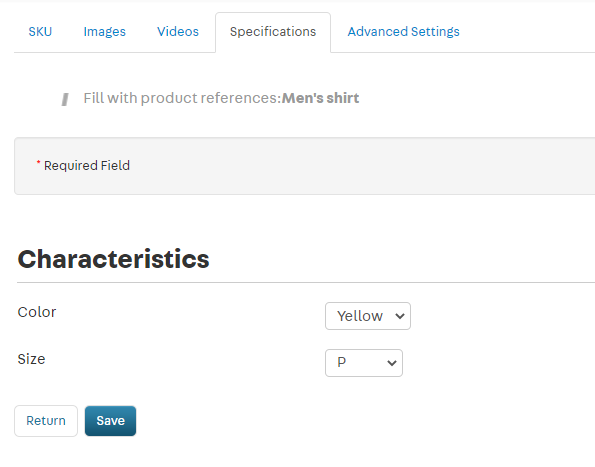 SKU Images Videos Specifications Advanced Settings
Fill with product references:Men's shirt
* Required Field
Characteristics
Color Yellow
Size P
Return Save